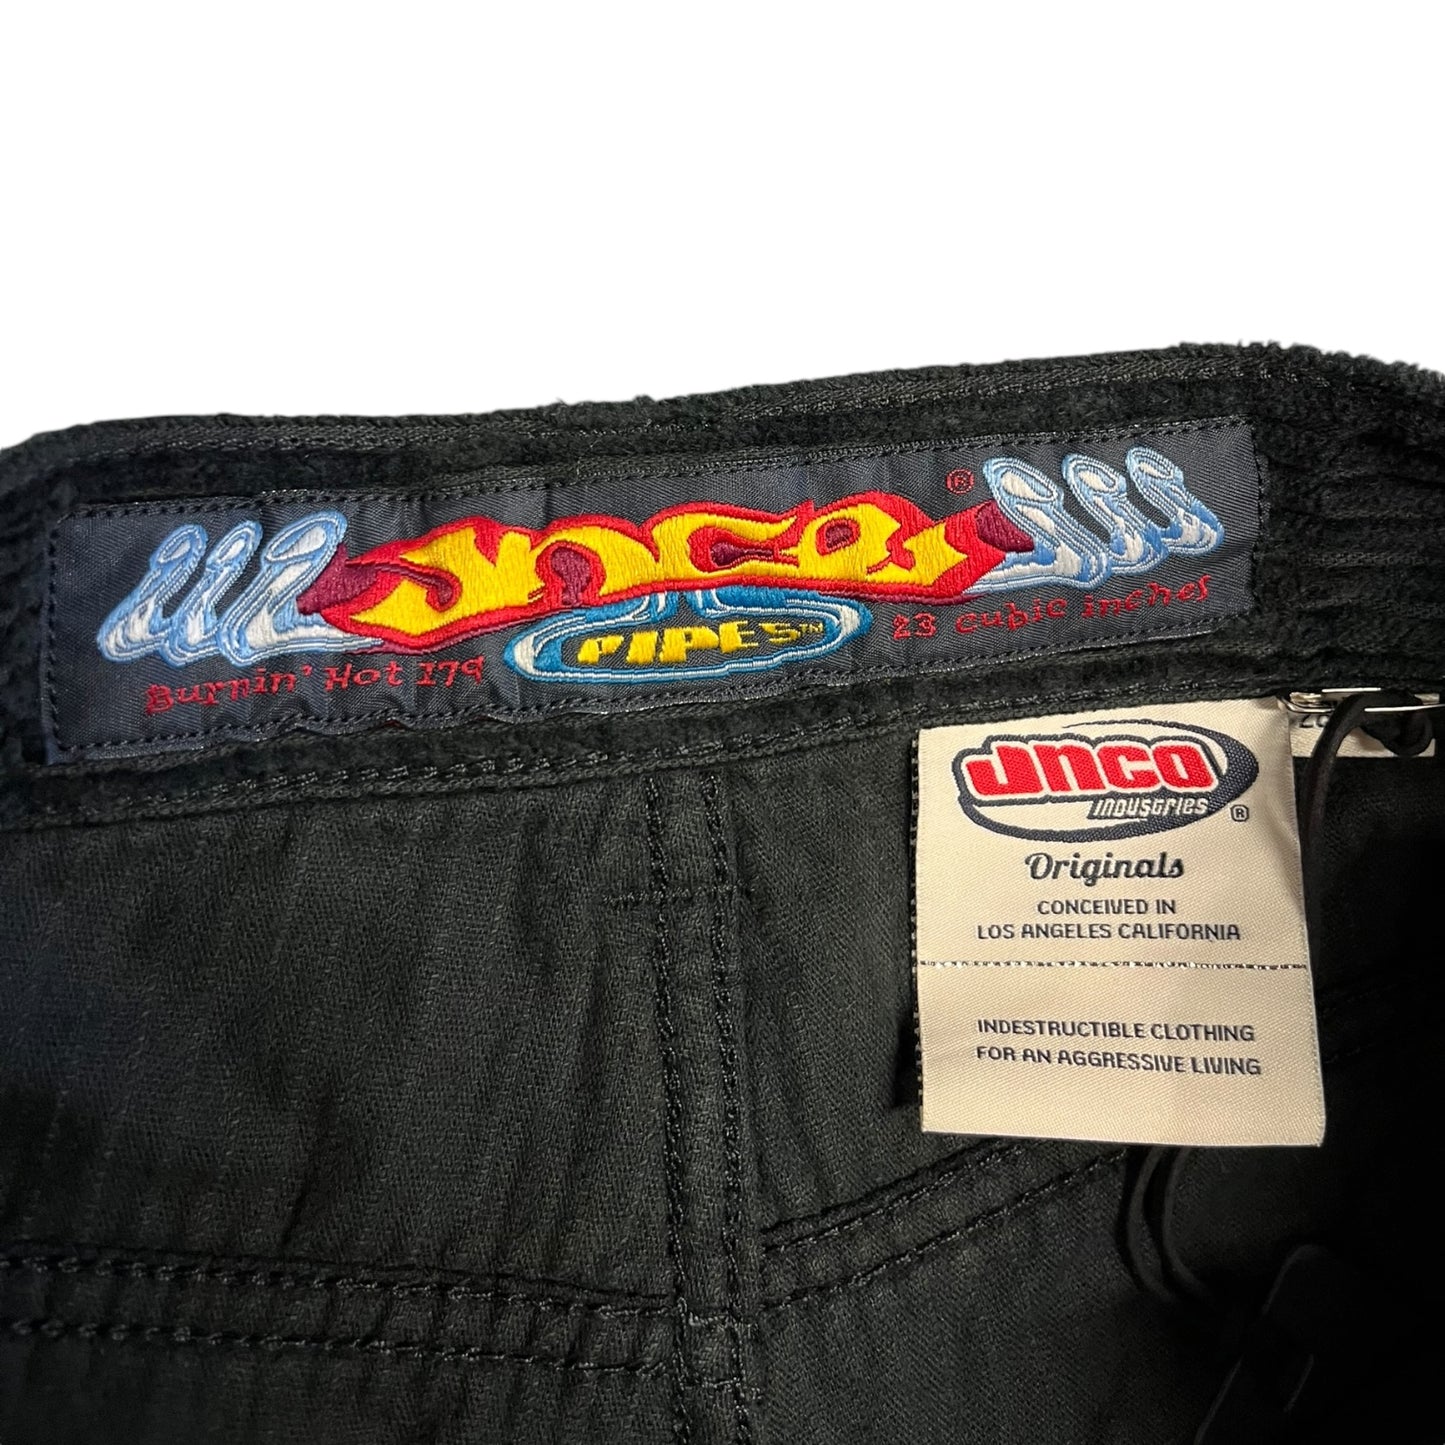 JNCO ®
PIPES™
Burnin' Hot 179
23 cubic inches
JNCO
INDUSTRIES ®
Originals
CONCEIVED IN
LOS ANGELES CALIFORNIA
INDESTRUCTIBLE CLOTHING
FOR AN AGGRESSIVE LIVING